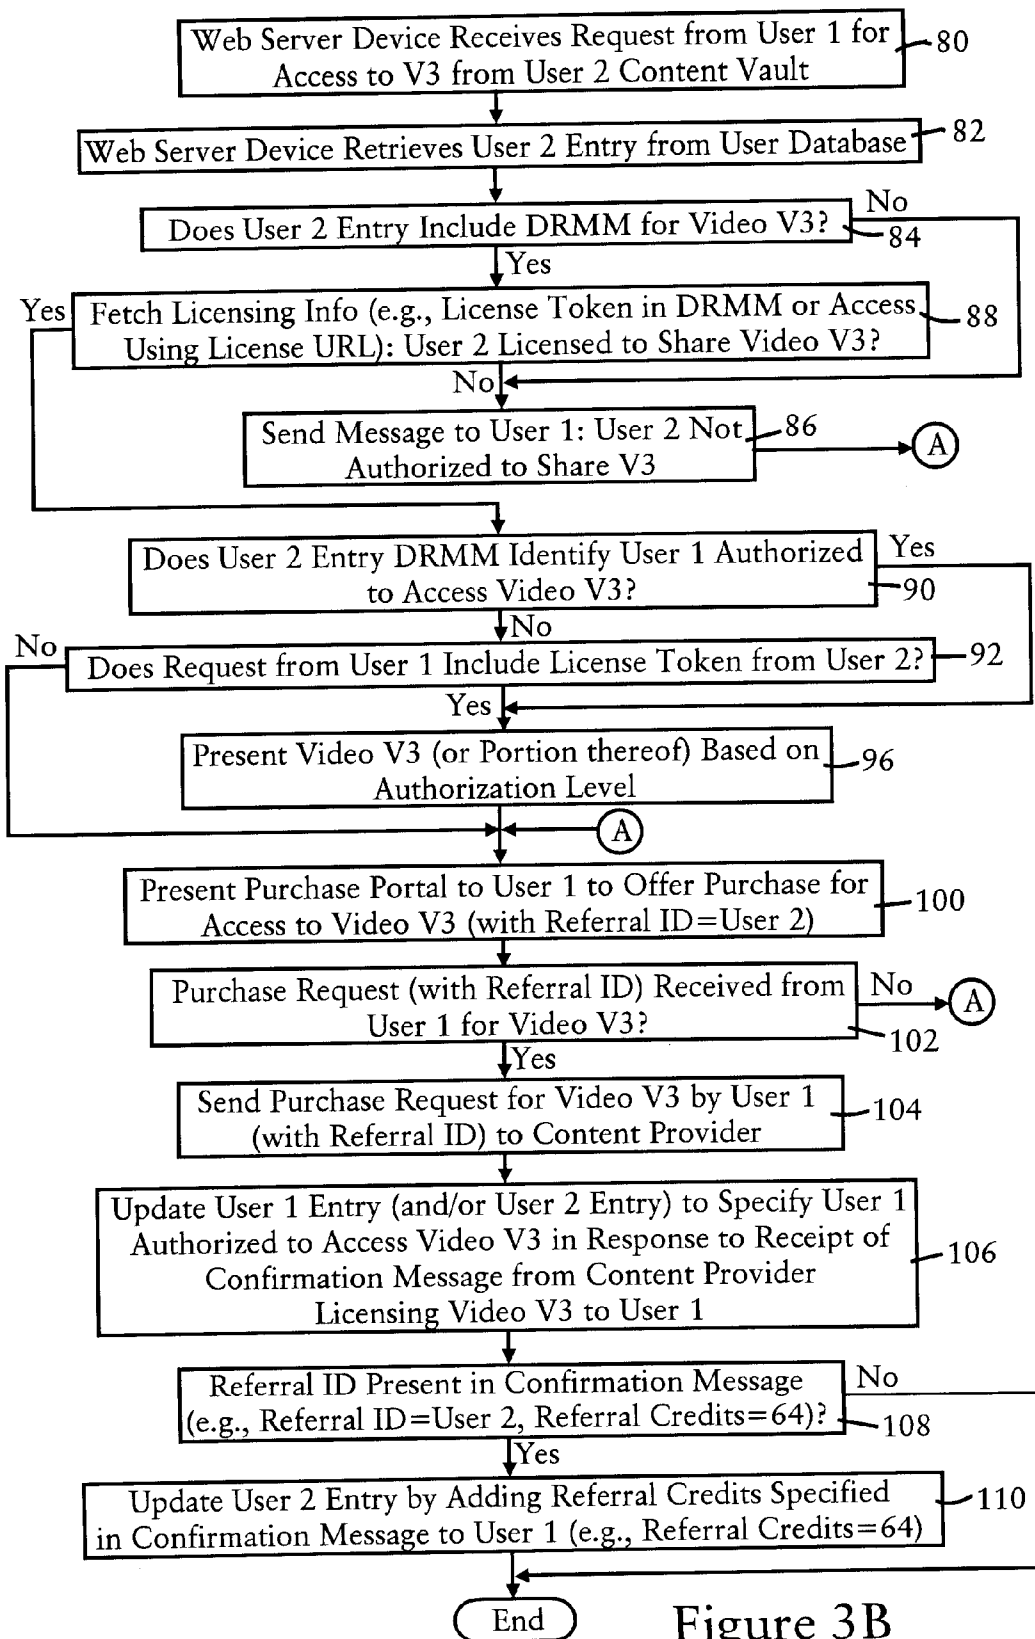 Web Server Device Receives Request from User 1 for
Access to V3 from User 2 Content Vault
80
Web Server Device Retrieves User 2 Entry from User Database
82
Does User 2 Entry Include DRMM for Video V3?
No
84
Yes
Yes
Fetch Licensing Info (e.g., License Token in DRMM or Access
Using License URL): User 2 Licensed to Share Video V3?
88
No
Send Message to User 1: User 2 Not
Authorized to Share V3
86
A
Does User 2 Entry DRMM Identify User 1 Authorized
to Access Video V3?
Yes
90
No
No
Does Request from User 1 Include License Token from User 2?
92
Yes
Present Video V3 (or Portion thereof) Based on
Authorization Level
96
A
Present Purchase Portal to User 1 to Offer Purchase for
Access to Video V3 (with Referral ID=User 2)
100
Purchase Request (with Referral ID) Received from
User 1 for Video V3?
No
A
102
Yes
Send Purchase Request for Video V3 by User 1
(with Referral ID) to Content Provider
104
Update User 1 Entry (and/or User 2 Entry) to Specify User 1
Authorized to Access Video V3 in Response to Receipt of
Confirmation Message from Content Provider
Licensing Video V3 to User 1
106
Referral ID Present in Confirmation Message
(e.g., Referral ID=User 2, Referral Credits=64)?
No
108
Yes
Update User 2 Entry by Adding Referral Credits Specified
in Confirmation Message to User 1 (e.g., Referral Credits=64)
110
End
Figure 3B